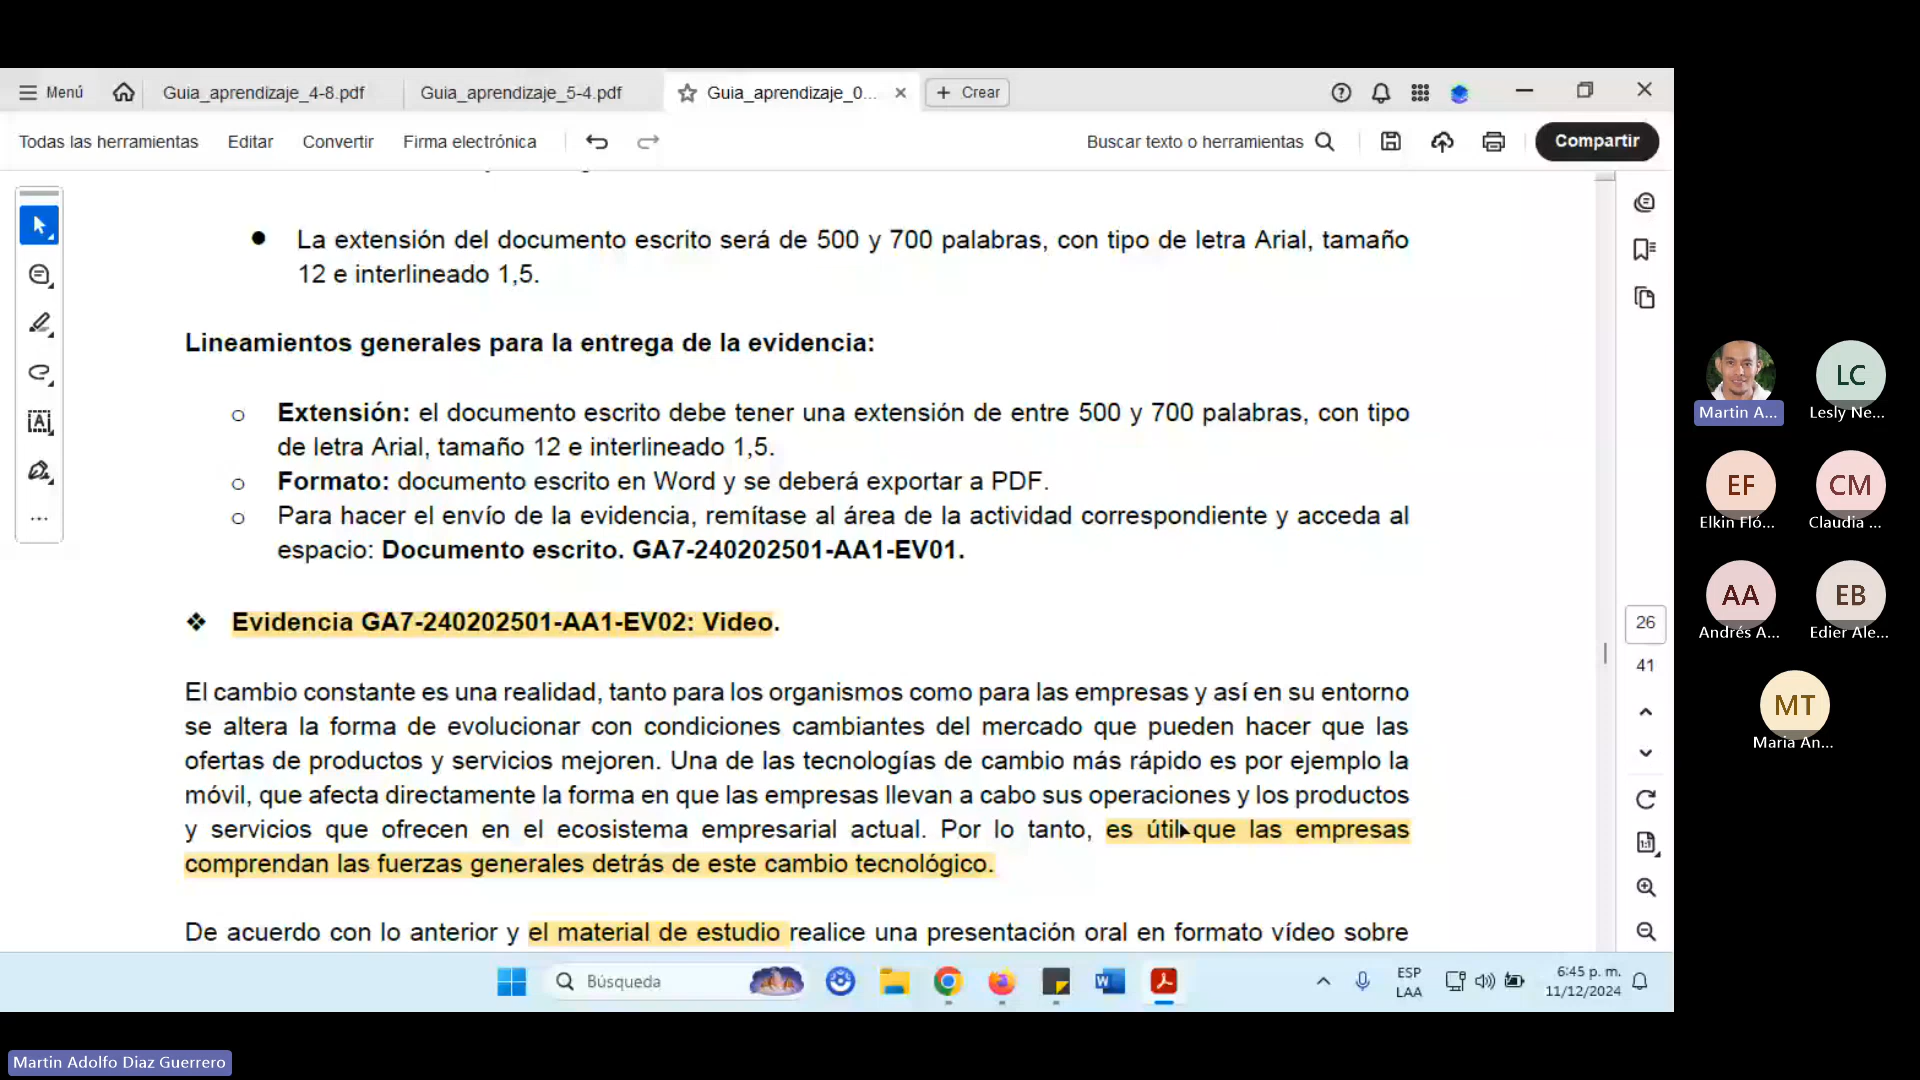 Menú
Guia_aprendizaje_4-8.pdf
Guia_aprendizaje_5-4.pdf
Guia_aprendizaje_0...
Crear
Todas las herramientas
Editar
Convertir
Firma electrónica
Buscar texto o herramientas
Compartir
La extensión del documento escrito será de 500 y 700 palabras, con tipo de letra Arial, tamaño
12 e interlineado 1,5.
Lineamientos generales para la entrega de la evidencia:
Extensión: el documento escrito debe tener una extensión de entre 500 y 700 palabras, con tipo
de letra Arial, tamaño 12 e interlineado 1,5.
Formato: documento escrito en Word y se deberá exportar a PDF.
Para hacer el envío de la evidencia, remítase al área de la actividad correspondiente y acceda al
espacio: Documento escrito. GA7-240202501-AA1-EV01.
Evidencia GA7-240202501-AA1-EV02: Video.
El cambio constante es una realidad, tanto para los organismos como para las empresas y así en su entorno
se altera la forma de evolucionar con condiciones cambiantes del mercado que pueden hacer que las
ofertas de productos y servicios mejoren. Una de las tecnologías de cambio más rápido es por ejemplo la
móvil, que afecta directamente la forma en que las empresas llevan a cabo sus operaciones y los productos
y servicios que ofrecen en el ecosistema empresarial actual. Por lo tanto, es útil que las empresas
comprendan las fuerzas generales detrás de este cambio tecnológico.
De acuerdo con lo anterior y el material de estudio realice una presentación oral en formato vídeo sobre
26
41
1:1
Búsqueda
ESP
LAA
6:45 p. m.
11/12/2024
Martin A...
LC
Lesly Ne...
EF
Elkin Fló...
CM
Claudia ...
AA
Andrés A...
EB
Edier Ale...
MT
Maria An...
Martin Adolfo Diaz Guerrero